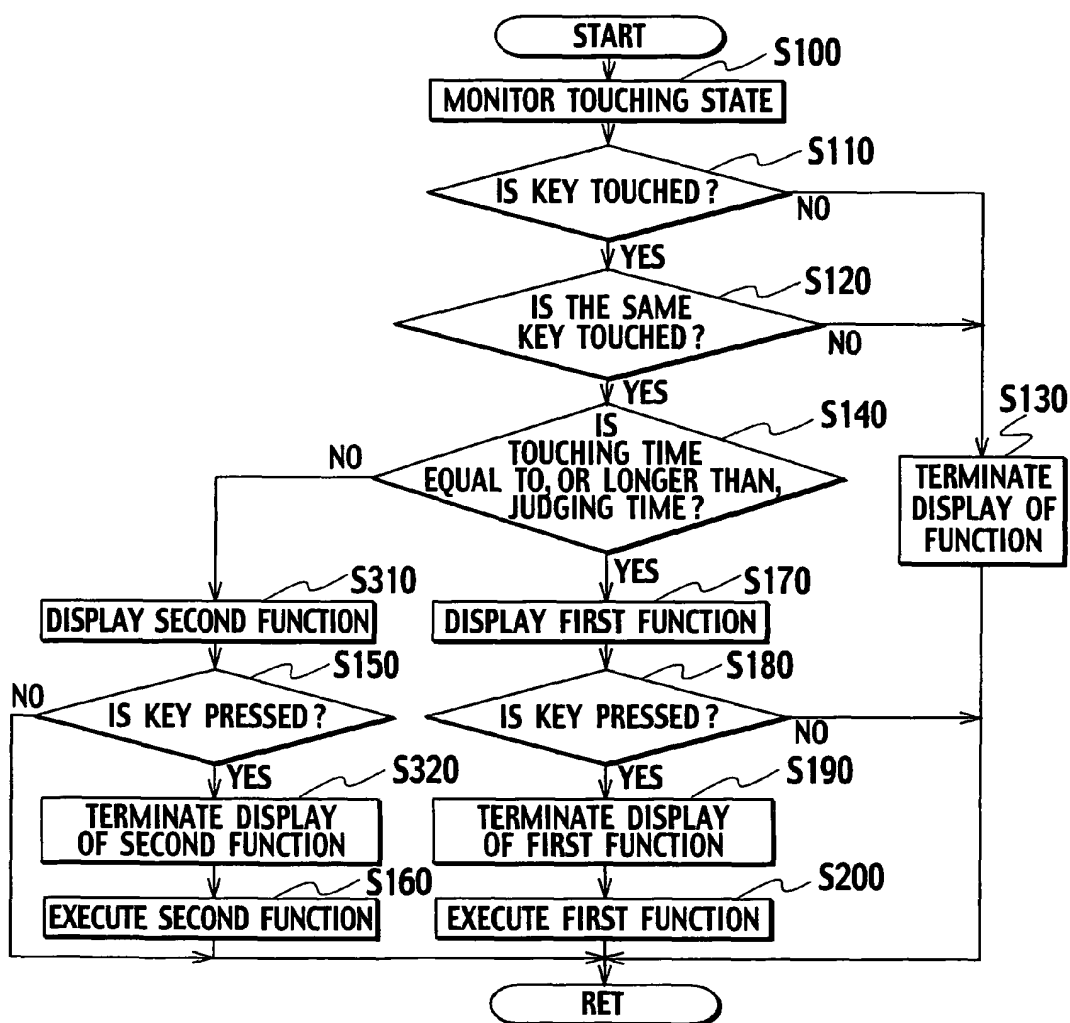 START
S100
MONITOR TOUCHING STATE
S110
IS KEY TOUCHED?
NO
YES
S120
IS THE SAME
KEY TOUCHED?
NO
YES
S130
TERMINATE
DISPLAY OF
FUNCTION
S140
IS
TOUCHING TIME
EQUAL TO, OR LONGER THAN,
JUDGING TIME?
NO
YES
S310
DISPLAY SECOND FUNCTION
S170
DISPLAY FIRST FUNCTION
S150
NO
IS KEY PRESSED?
YES
S180
IS KEY PRESSED?
NO
YES
S320
TERMINATE DISPLAY
OF SECOND FUNCTION
S190
TERMINATE DISPLAY
OF FIRST FUNCTION
S160
EXECUTE SECOND FUNCTION
S200
EXECUTE FIRST FUNCTION
RET